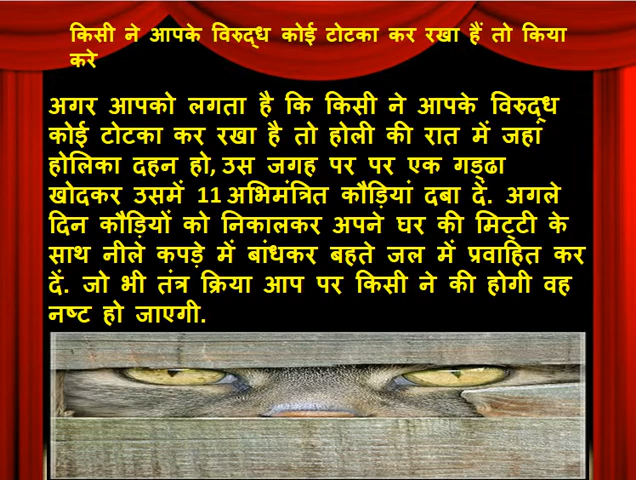 किसी ने आपके विरुद्ध कोई टोटका कर रखा हैं तो किया
करे
अगर आपको लगता है कि किसी ने आपके विरुद्ध
कोई टोटका कर रखा है तो होली की रात में जहां
होलिका दहन हो, उस जगह पर पर एक गड्ढा
खोदकर उसमें 11 अभिमंत्रित कौड़ियां दबा दें. अगले
दिन कौड़ियों को निकालकर अपने घर की मिट्टी के
साथ नीले कपड़े में बांधकर बहते जल में प्रवाहित कर
दें. जो भी तंत्र क्रिया आप पर किसी ने की होगी वह
नष्ट हो जाएगी.